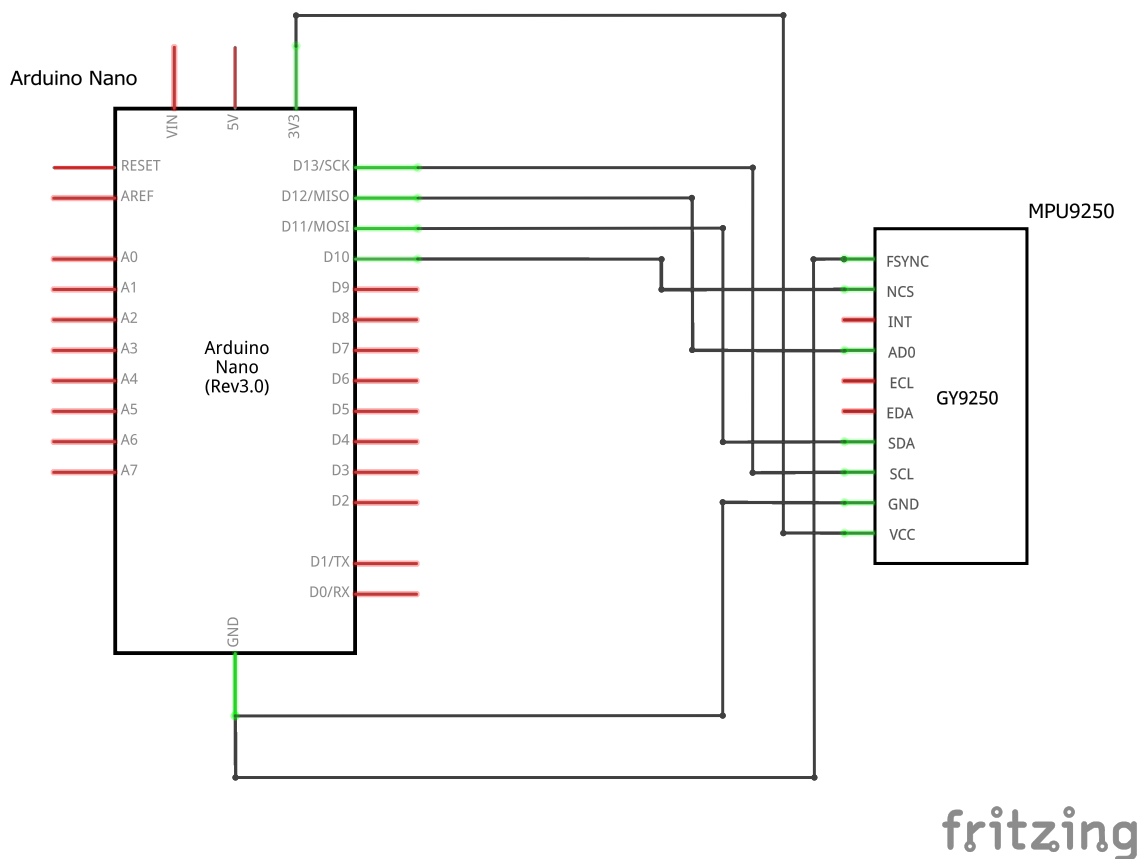 Arduino Nano
VIN
5V
3V3
RESET
AREF
A0
A1
A2
A3
A4
A5
A6
A7
D13/SCK
D12/MISO
D11/MOSI
D10
D9
D8
D7
D6
D5
D4
D3
D2
D1/TX
D0/RX
GND
Arduino
Nano
(Rev3.0)
MPU9250
FSYNC
NCS
INT
AD0
ECL
EDA
SDA
SCL
GND
VCC
GY9250
fritzing